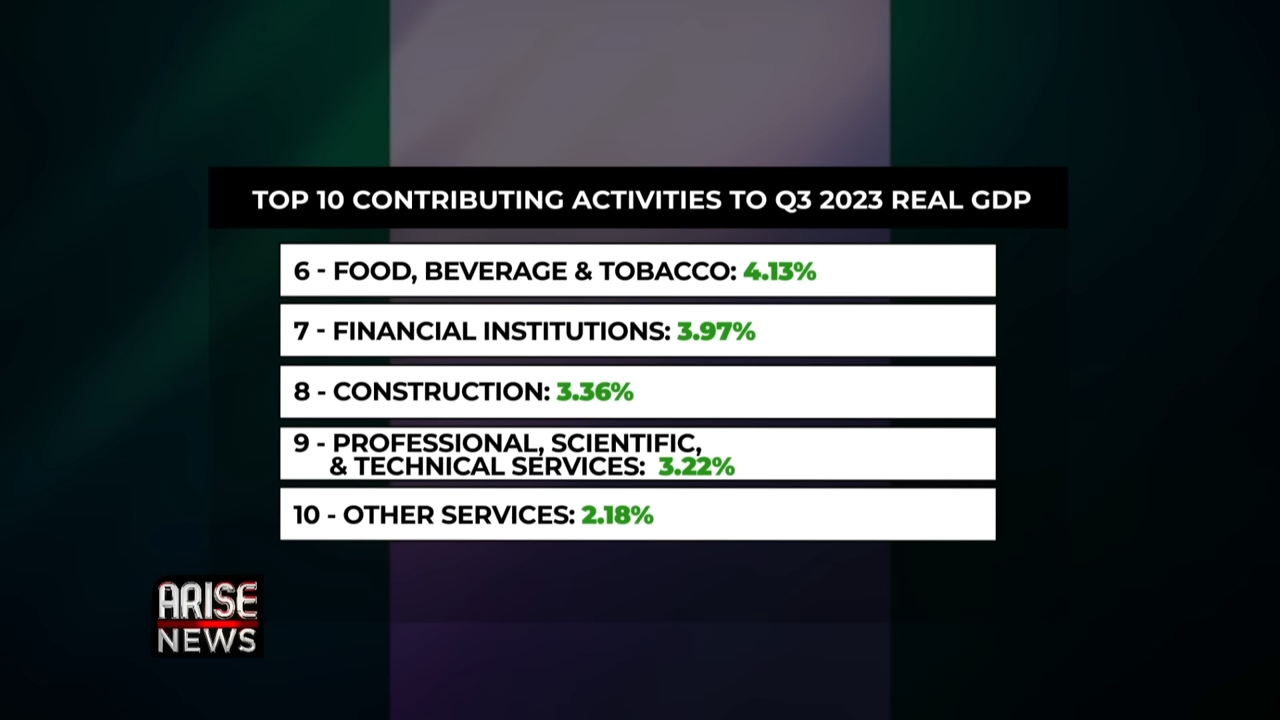 TOP 10 CONTRIBUTING ACTIVITIES TO Q3 2023 REAL GDP
6 - FOOD, BEVERAGE & TOBACCO: 4.13%
7 - FINANCIAL INSTITUTIONS: 3.97%
8 - CONSTRUCTION: 3.36%
9 - PROFESSIONAL, SCIENTIFIC,
& TECHNICAL SERVICES: 3.22%
10 - OTHER SERVICES: 2.18%
ARISE
NEWS